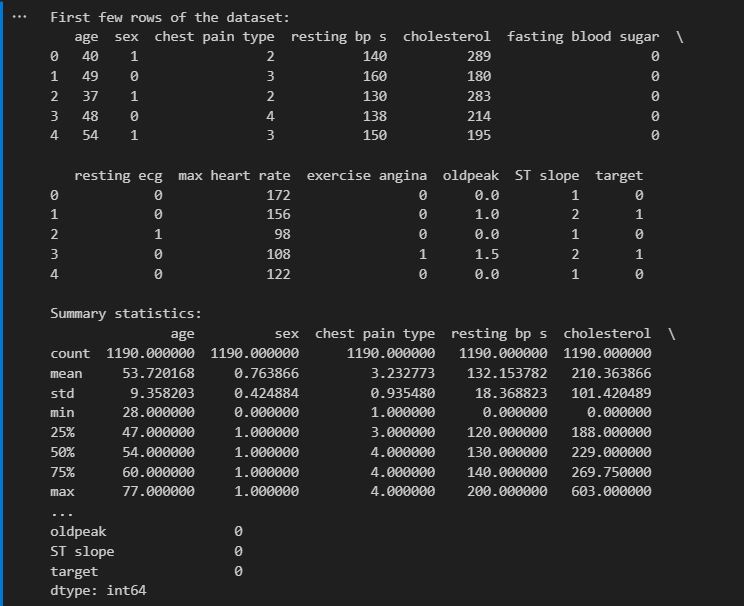 ... First few rows of the dataset:
age sex chest pain type resting bp s cholesterol fasting blood sugar \
0 40 1 2 140 289 0
1 49 0 3 160 180 0
2 37 1 2 130 283 0
3 48 0 4 138 214 0
4 54 1 3 150 195 0
resting ecg max heart rate exercise angina oldpeak ST slope target
0 0 172 0 0.0 1 0
1 0 156 0 1.0 2 1
2 1 98 0 0.0 1 0
3 0 108 1 1.5 2 1
4 0 122 0 0.0 1 0
Summary statistics:
age sex chest pain type resting bp s cholesterol \
count 1190.000000 1190.000000 1190.000000 1190.000000 1190.000000
mean 53.720168 0.763866 3.232773 132.153782 210.363866
std 9.358203 0.424884 0.935480 18.368823 101.420489
min 28.000000 0.000000 1.000000 0.000000 0.000000
25% 47.000000 1.000000 3.000000 120.000000 188.000000
50% 54.000000 1.000000 4.000000 130.000000 229.000000
75% 60.000000 1.000000 4.000000 140.000000 269.750000
max 77.000000 1.000000 4.000000 200.000000 603.000000
...
oldpeak 0
ST slope 0
target 0
dtype: int64